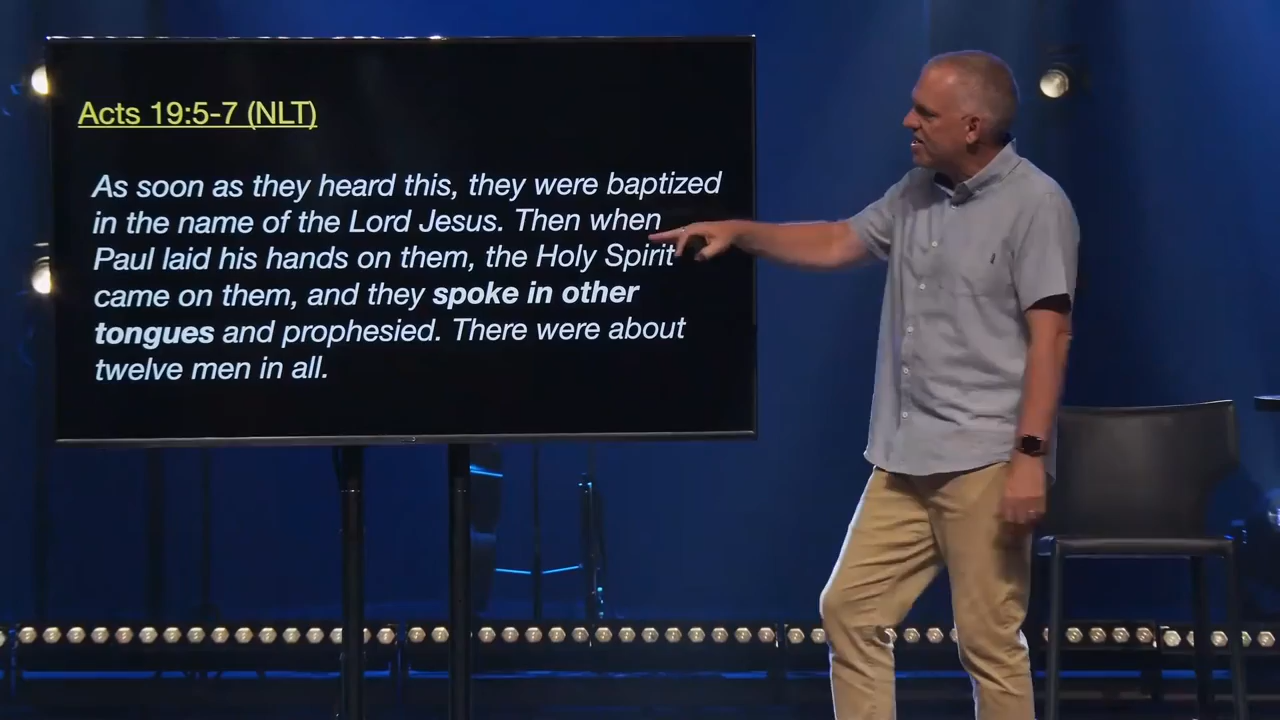 Acts 19:5-7 (NLT)
As soon as they heard this, they were baptized
in the name of the Lord Jesus. Then when
Paul laid his hands on them, the Holy Spirit
came on them, and they spoke in other
tongues and prophesied. There were about
twelve men in all.